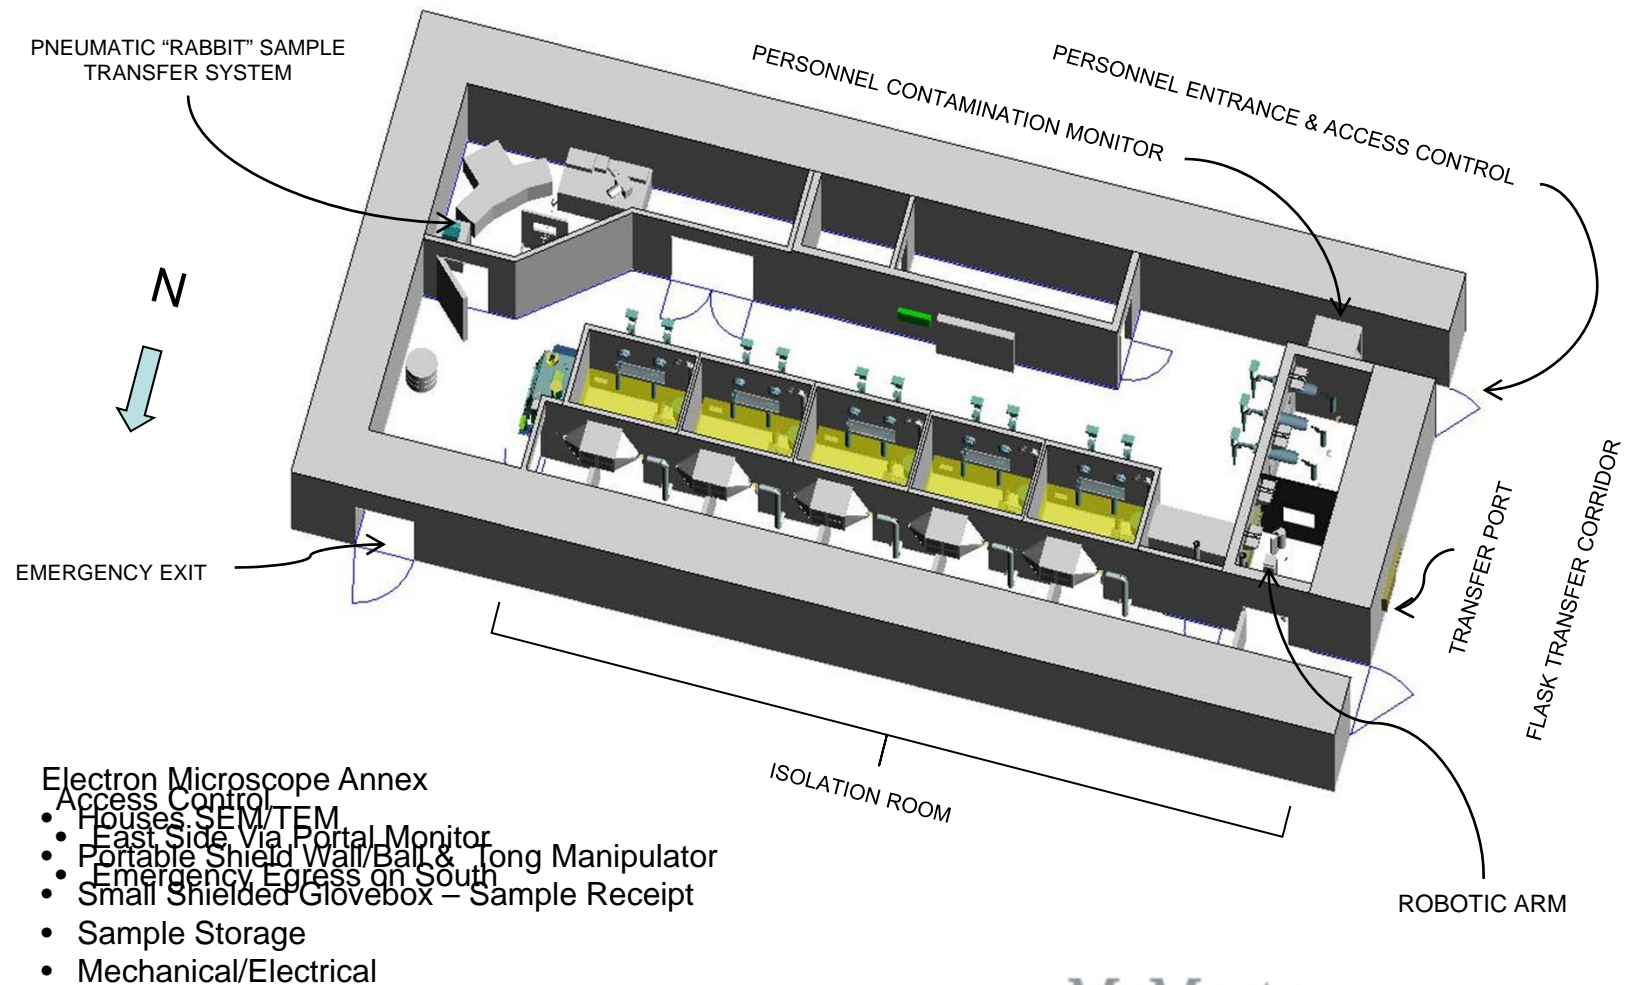 PNEUMATIC “RABBIT” SAMPLE
TRANSFER SYSTEM
PERSONNEL CONTAMINATION MONITOR
PERSONNEL ENTRANCE & ACCESS CONTROL
N
EMERGENCY EXIT
TRANSFER PORT
FLASK TRANSFER CORRIDOR
ISOLATION ROOM
ROBOTIC ARM
Electron Microscope Annex
• Houses SEM/TEM
• Portable Shield Wall/Ball & Tong Manipulator
• Small Shielded Glovebox – Sample Receipt
• Sample Storage
• Mechanical/Electrical
Access Control
• East Side Via Portal Monitor
• Emergency Egress on South